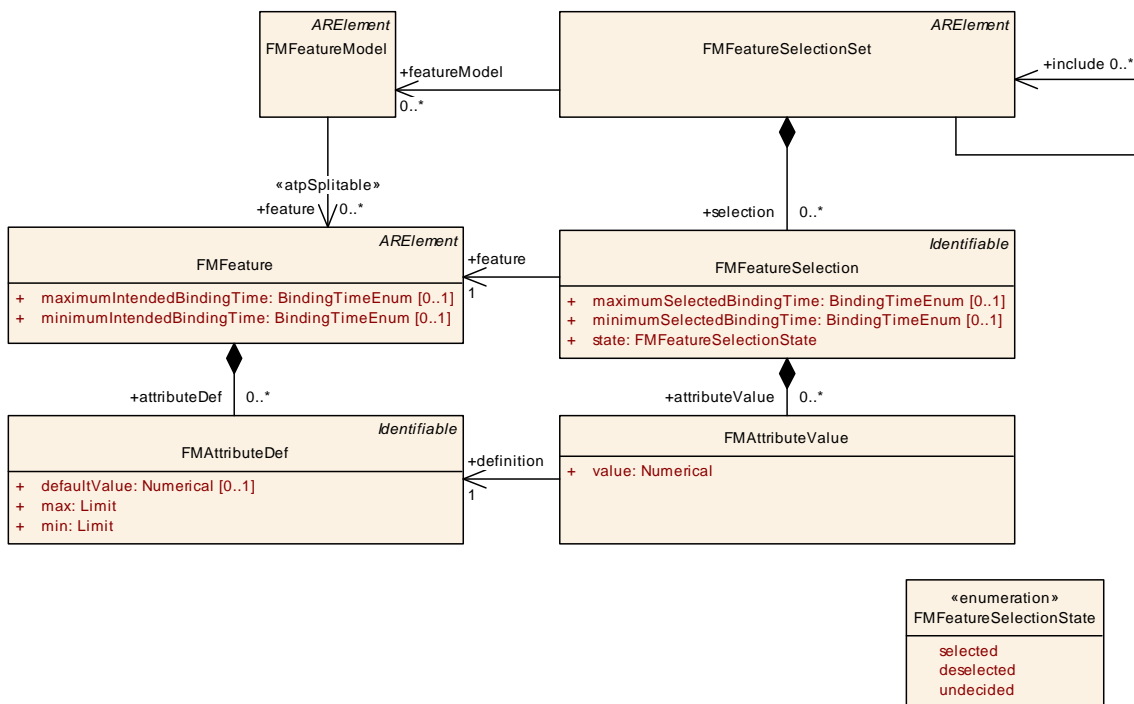 ARElement
FMFeatureModel
ARElement
FMFeatureSelectionSet
+include 0..*
+featureModel
0..*
«atpSplitable»
+feature 0..*
+selection 0..*
ARElement
FMFeature
+ maximumIntendedBindingTime: BindingTimeEnum [0..1]
+ minimumIntendedBindingTime: BindingTimeEnum [0..1]
+feature
1
Identifiable
FMFeatureSelection
+ maximumSelectedBindingTime: BindingTimeEnum [0..1]
+ minimumSelectedBindingTime: BindingTimeEnum [0..1]
+ state: FMFeatureSelectionState
+attributeDef 0..*
+attributeValue 0..*
Identifiable
FMAttributeDef
+ defaultValue: Numerical [0..1]
+ max: Limit
+ min: Limit
+definition
1
FMAttributeValue
+ value: Numerical
«enumeration»
FMFeatureSelectionState
selected
deselected
undecided